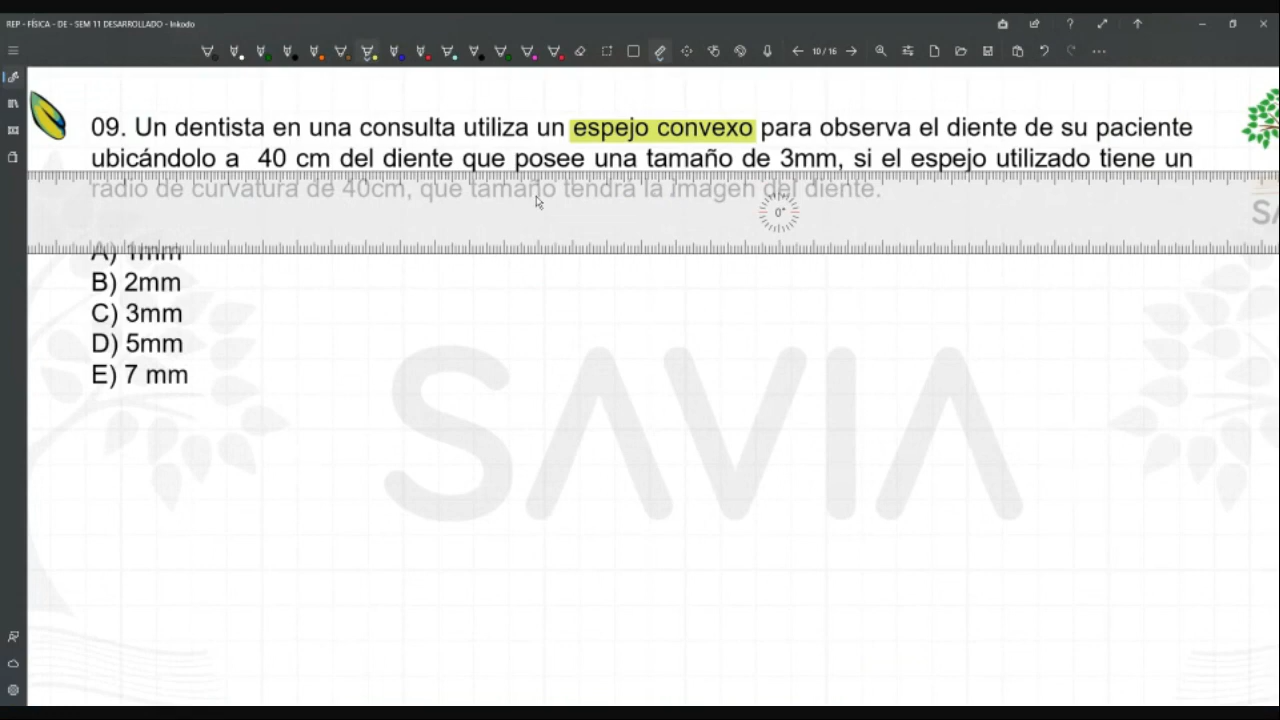 REP - FÍSICA - DE - SEM 11 DESARROLLADO - Inkodo
10 / 16
09. Un dentista en una consulta utiliza un espejo convexo para observa el diente de su paciente
ubicándolo a 40 cm del diente que posee una tamaño de 3mm, si el espejo utilizado tiene un
radio de curvatura de 40cm, que tamaño tendrá la imagen del diente.
0°
SA
A) 1mm
B) 2mm
C) 3mm
D) 5mm
E) 7 mm
SAVIA